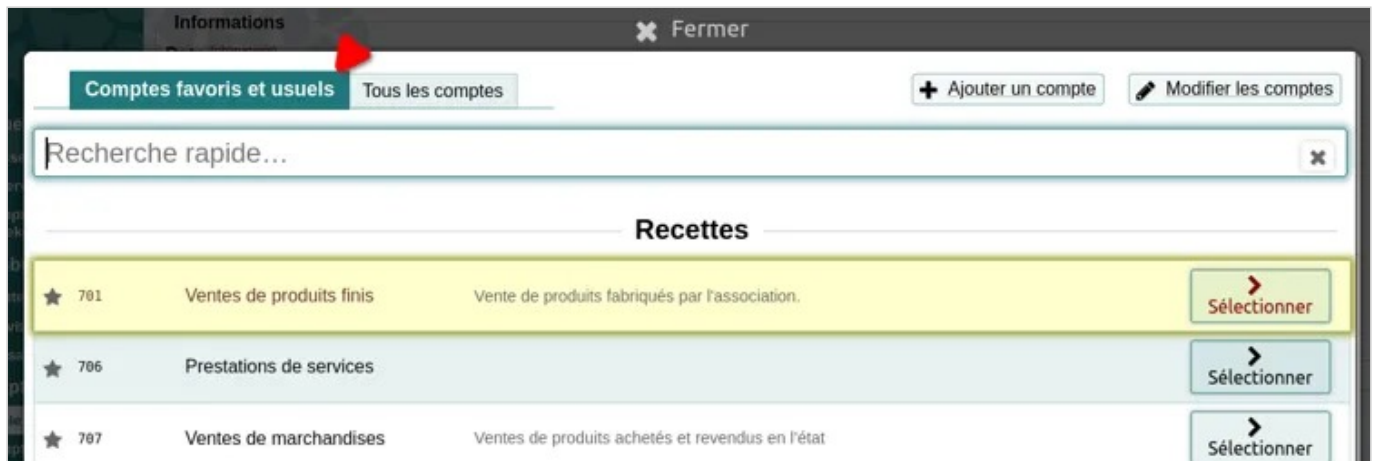 Informations
Fermer
Comptes favoris et usuels
Tous les comptes
Ajouter un compte
Modifier les comptes
Recherche rapide…
Recettes
701 Ventes de produits finis Vente de produits fabriqués par l'association. Sélectionner
706 Prestations de services Sélectionner
707 Ventes de marchandises Ventes de produits achetés et revendus en l'état Sélectionner